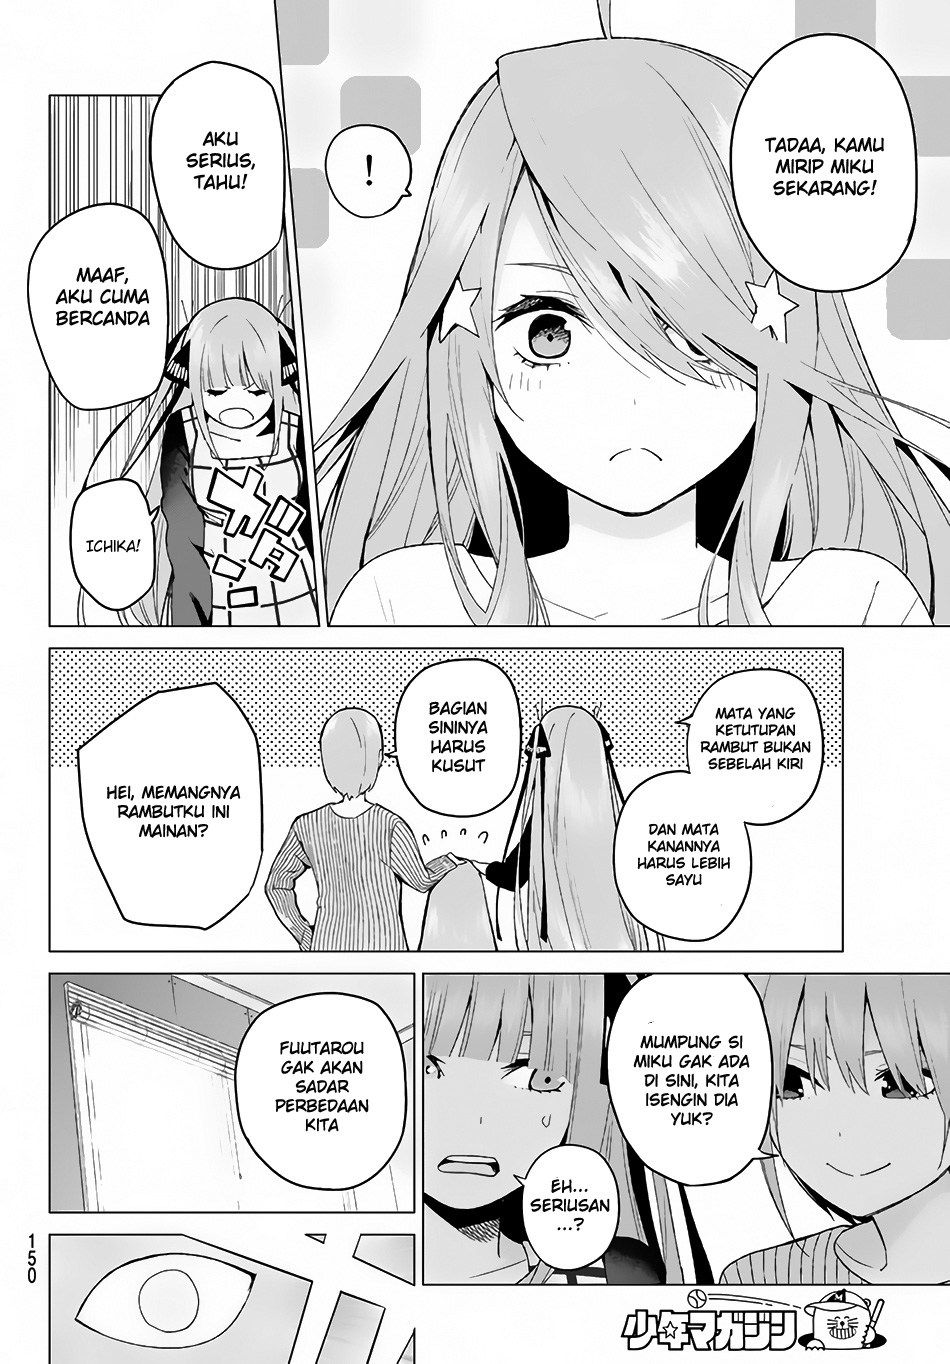 TADAA, KAMU
MIRIP MIKU
SEKARANG!
!
AKU
SERIUS,
TAHU!
MAAF,
AKU CUMA
BERCANDA
ICHIKA!
MATA YANG
KETUTUPAN
RAMBUT BUKAN
SEBELAH KIRI
DAN MATA
KANANNYA
HARUS LEBIH
SAYU
BAGIAN
SININYA
HARUS
KUSUT
HEI, MEMANGNYA
RAMBUTKU INI
MAINAN?
MUMPUNG SI
MIKU GAK ADA
DI SINI, KITA
ISENGIN DIA
YUK?
EH...
SERIUSAN
...?
FUUTAROU
GAK AKAN
SADAR
PERBEDAAN
KITA
150
少年マガジン